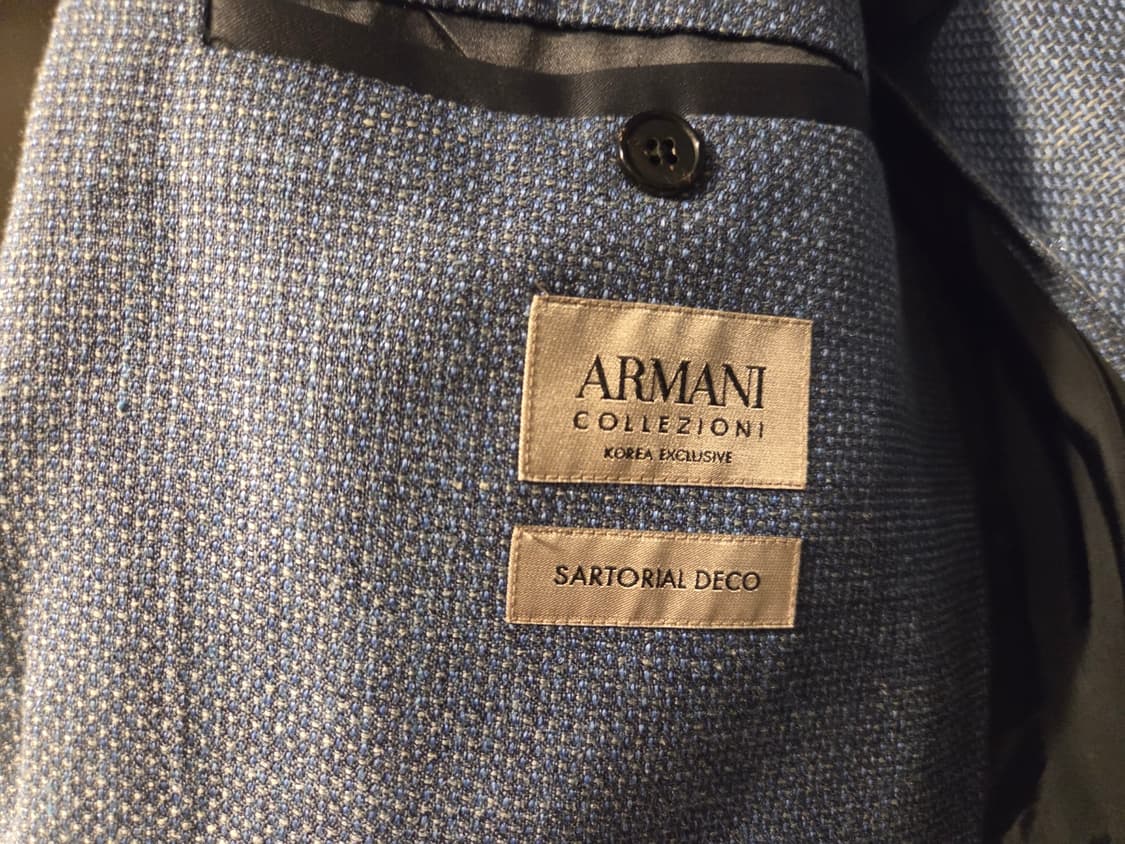 ARMANI
COLLEZIONI
KOREA EXCLUSIVE
SARTORIAL DECO